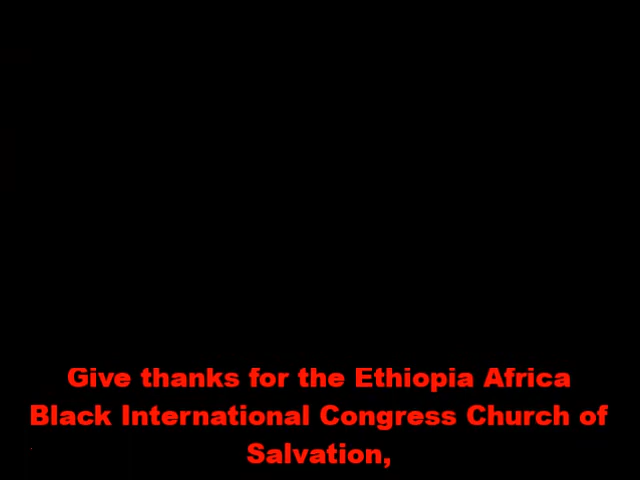 Give thanks for the Ethiopia Africa
Black International Congress Church of
Salvation,